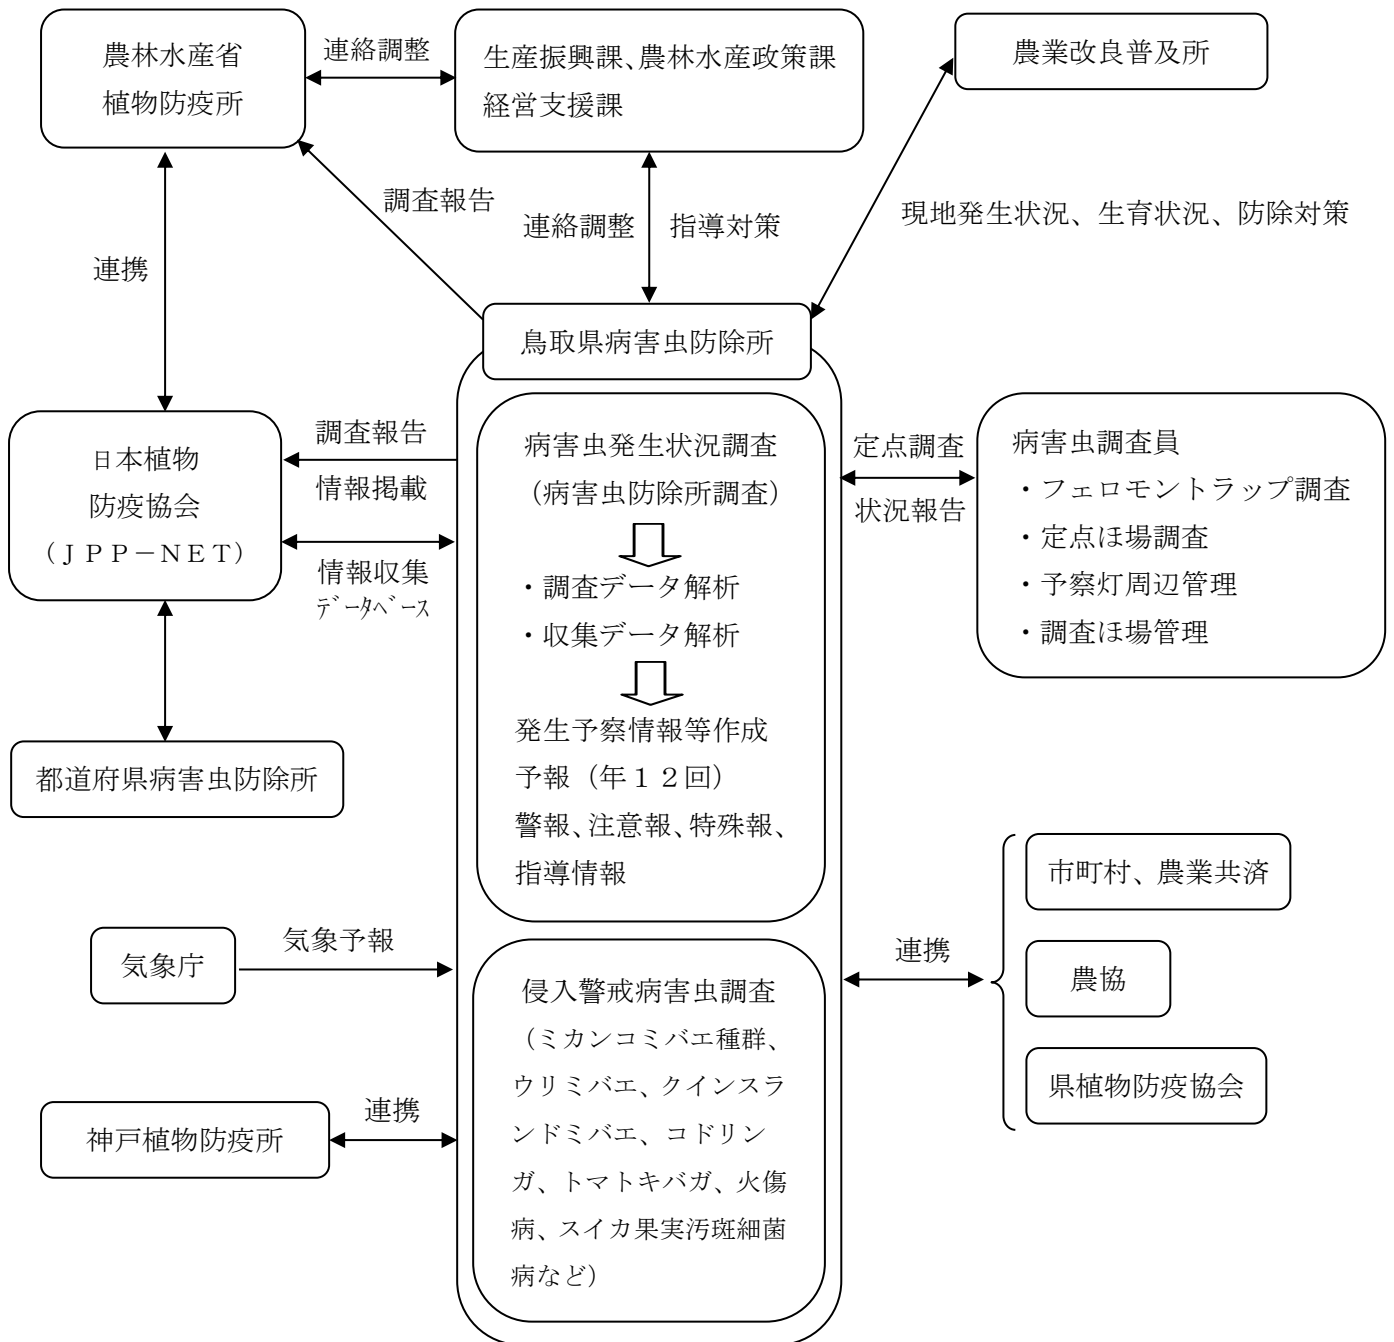 農林水産省
植物防疫所
連絡調整
生産振興課、農林水産政策課
経営支援課
農業改良普及所
調査報告
連絡調整
指導対策
現地発生状況、生育状況、防除対策
連携
鳥取県病害虫防除所
日本植物
防疫協会
（ＪＰＰ－ＮＥＴ）
調査報告
情報掲載
情報収集
ﾃﾞｰﾀﾍﾞｰｽ
病害虫発生状況調査
（病害虫防除所調査）
・調査データ解析
・収集データ解析
発生予察情報等作成
予報（年１２回）
警報、注意報、特殊報、
指導情報
定点調査
状況報告
病害虫調査員
・フェロモントラップ調査
・定点ほ場調査
・予察灯周辺管理
・調査ほ場管理
都道府県病害虫防除所
気象庁
気象予報
侵入警戒病害虫調査
（ミカンコミバエ種群、
ウリミバエ、クインスラ
ンドミバエ、コドリン
ガ、トマトキバガ、火傷
病、スイカ果実汚斑細菌
病など）
連携
市町村、農業共済
農協
県植物防疫協会
神戸植物防疫所
連携